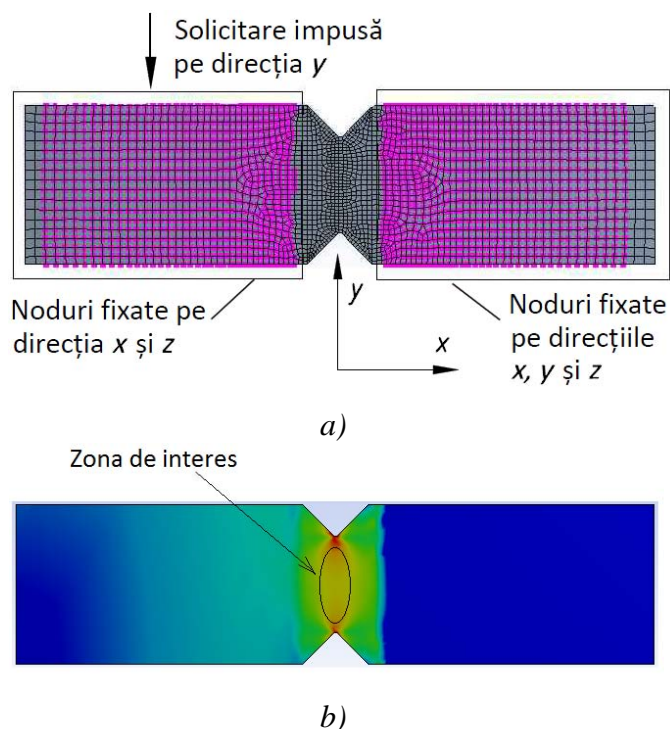 Solicitare impusă
pe direcția y
Noduri fixate pe
direcția x și z
y
x
Noduri fixate
pe direcțiile
x, y și z
a)
Zona de interes
b)